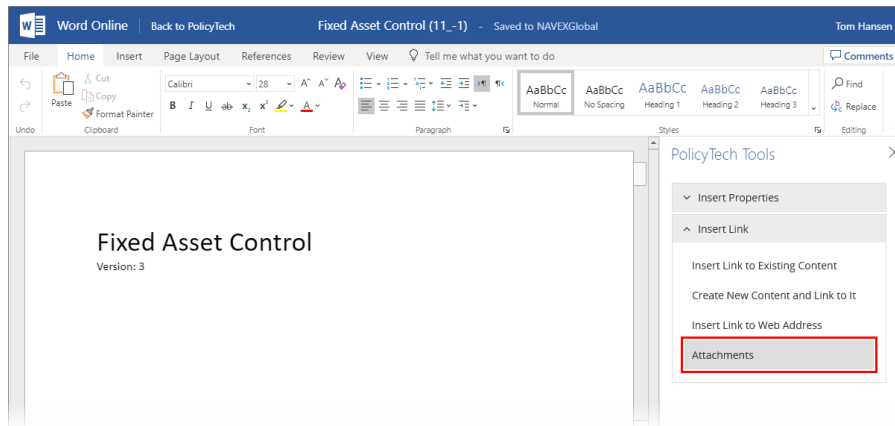 Word Online Back to PolicyTech Fixed Asset Control (11_-1) - Saved to NAVEXGlobal Tom Hansen
File Home Insert Page Layout References Review View Tell me what you want to do Comments
Cut
Copy
Format Painter
Paste
Undo
Clipboard
Calibri 28 A^ A˅
B I U ab x₂ x² A
Font
Paragraph
AaBbCc AaBbCc AaBbCc AaBbCc AaBbCc
Normal No Spacing Heading 1 Heading 2 Heading 3
Styles
Find
Replace
Editing
PolicyTech Tools
Insert Properties
Insert Link
Insert Link to Existing Content
Create New Content and Link to It
Insert Link to Web Address
Attachments
Fixed Asset Control
Version: 3